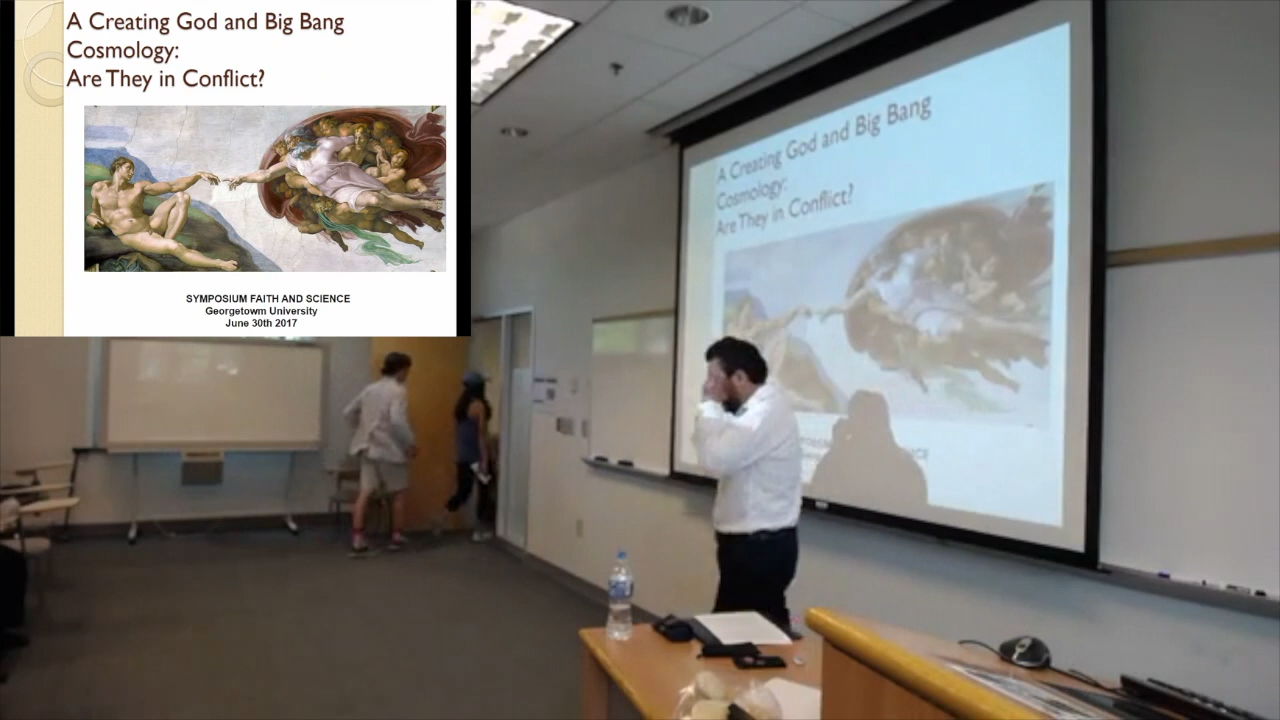 A Creating God and Big Bang
Cosmology:
Are They in Conflict?
SYMPOSIUM FAITH AND SCIENCE
Georgetowm University
June 30th 2017
A Creating God and Big Bang
Cosmology:
Are They in Conflict?